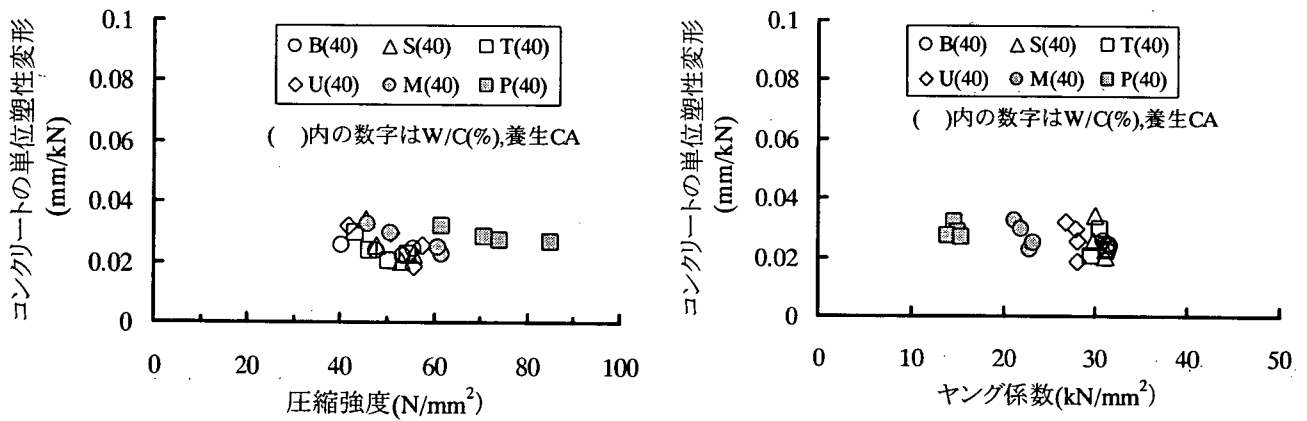 コンクリートの単位塑性変形
(mm/kN)
0.1
0.08
0.06
0.04
0.02
0
B(40) S(40) T(40)
U(40) M(40) P(40)
( )内の数字はW/C(%),養生CA
0 20 40 60 80 100
圧縮強度(N/mm²)
コンクリートの単位塑性変形
(mm/kN)
0.1
0.08
0.06
0.04
0.02
0
B(40) S(40) T(40)
U(40) M(40) P(40)
( )内の数字はW/C(%),養生CA
0 10 20 30 40 50
ヤング係数(kN/mm²)